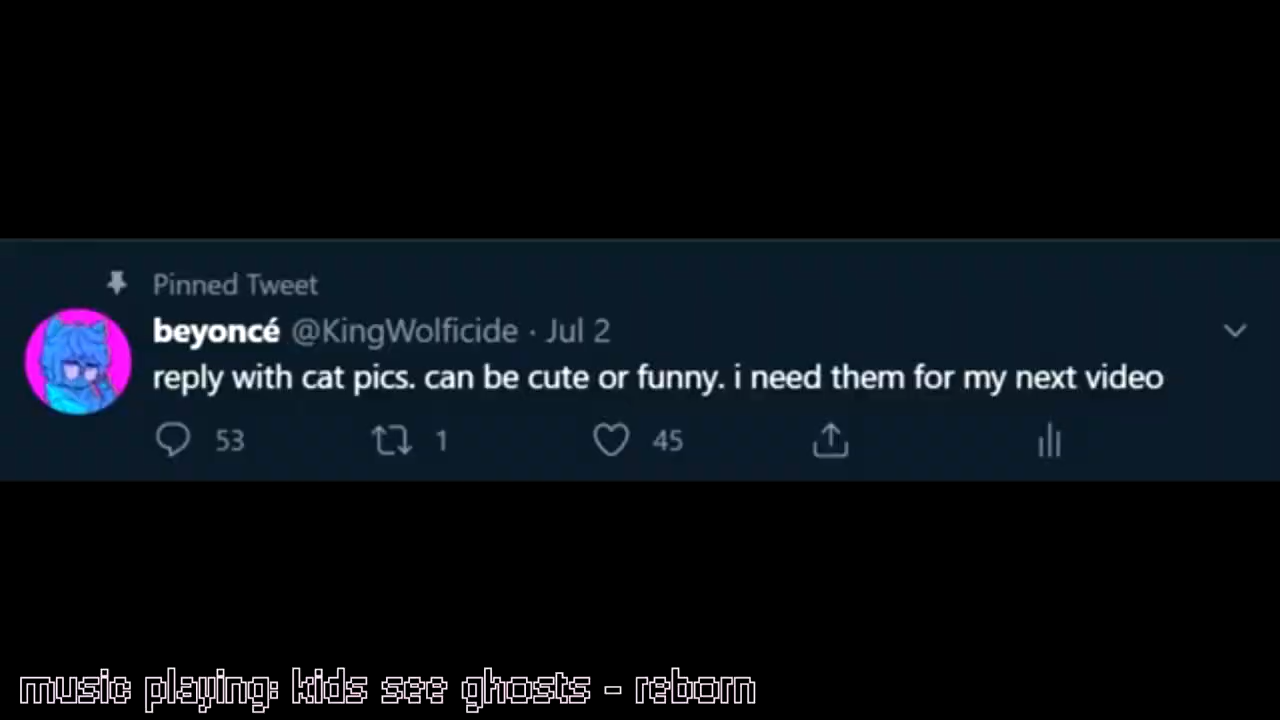 Pinned Tweet
beyoncé @KingWolficide · Jul 2
reply with cat pics. can be cute or funny. i need them for my next video
53 1 45
music playing: kids see ghosts - reborn